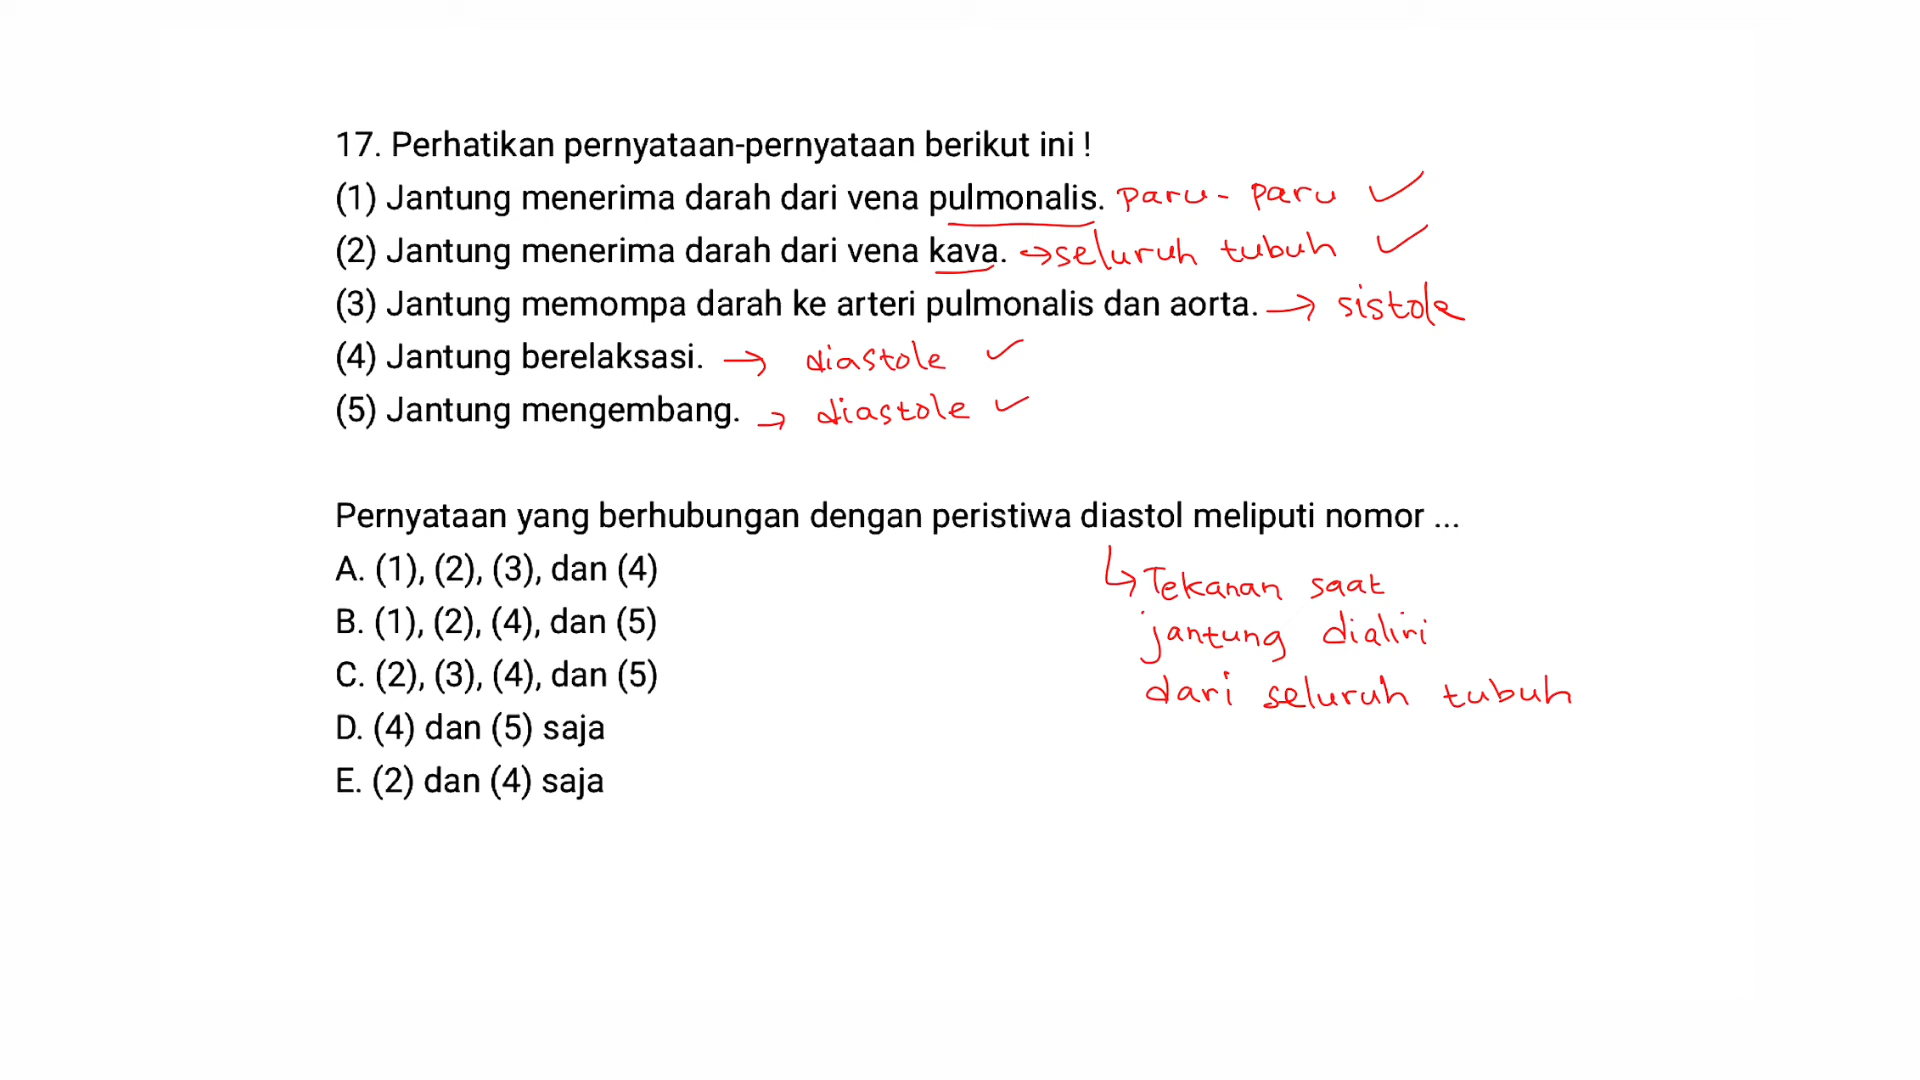 17. Perhatikan pernyataan-pernyataan berikut ini !
(1) Jantung menerima darah dari vena pulmonalis. Paru - paru ✓
(2) Jantung menerima darah dari vena kava. → seluruh tubuh ✓
(3) Jantung memompa darah ke arteri pulmonalis dan aorta. → sistole
(4) Jantung berelaksasi. → diastole ✓
(5) Jantung mengembang. → diastole ✓
Pernyataan yang berhubungan dengan peristiwa diastol meliputi nomor ...
↳ Tekanan saat
jantung dialiri
dari seluruh tubuh
A. (1), (2), (3), dan (4)
B. (1), (2), (4), dan (5)
C. (2), (3), (4), dan (5)
D. (4) dan (5) saja
E. (2) dan (4) saja